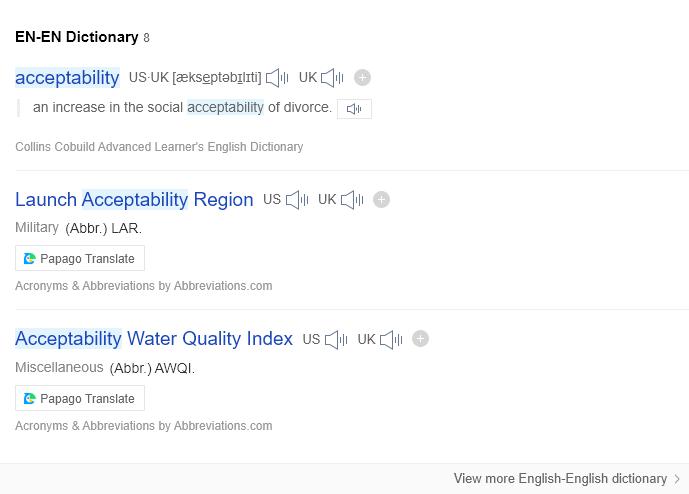 EN-EN Dictionary 8
acceptability US·UK [ækseptəbɪlɪti] UK
an increase in the social acceptability of divorce.
Collins Cobuild Advanced Learner's English Dictionary
Launch Acceptability Region US UK
Military (Abbr.) LAR.
Papago Translate
Acronyms & Abbreviations by Abbreviations.com
Acceptability Water Quality Index US UK
Miscellaneous (Abbr.) AWQI.
Papago Translate
Acronyms & Abbreviations by Abbreviations.com
View more English-English dictionary